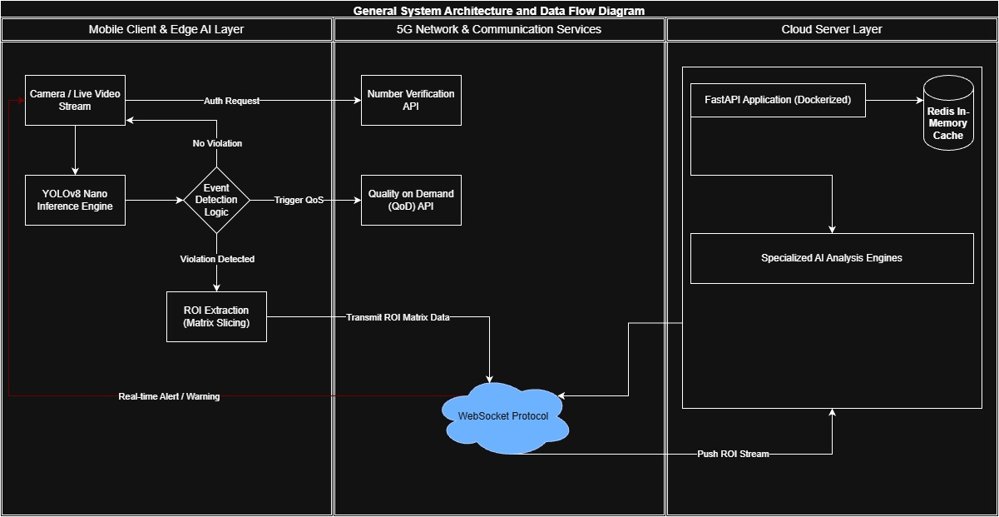 General System Architecture and Data Flow Diagram
Mobile Client & Edge AI Layer
5G Network & Communication Services
Cloud Server Layer
Camera / Live Video
Stream
Auth Request
Number Verification
API
FastAPI Application (Dockerized)
Redis In-
Memory
Cache
No Violation
YOLOv8 Nano
Inference Engine
Event
Detection
Logic
Trigger QoS
Quality on Demand
(QoD) API
Violation Detected
Specialized AI Analysis Engines
ROI Extraction
(Matrix Slicing)
Transmit ROI Matrix Data
Real-time Alert / Warning
WebSocket Protocol
Push ROI Stream